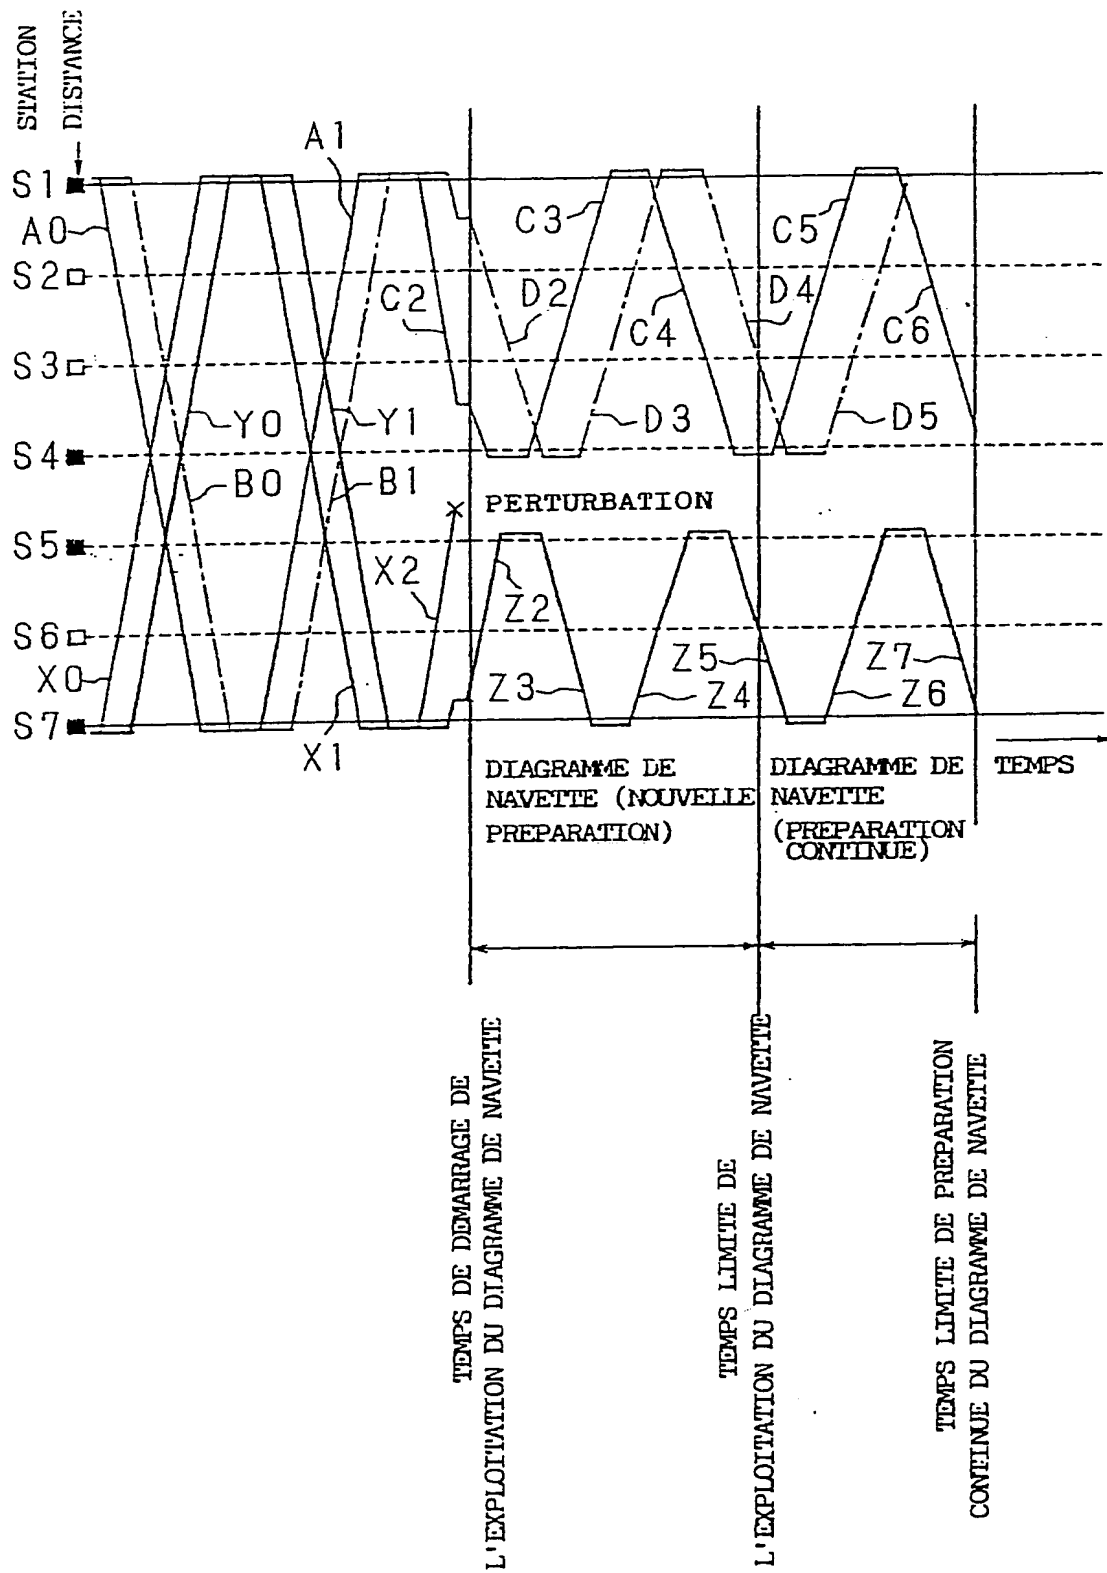 STATION
DISTANCE
S1
A0
S2
S3
S4
S5
S6
X0
S7
A1
C2
Y0
Y1
B0
B1
X2
X1
C3
D2
C4
D4
D3
C5
C6
D5
PERTURBATION
Z2
Z3
Z5
Z4
Z7
Z6
DIAGRAMME DE
NAVETTE (NOUVELLE
PREPARATION)
DIAGRAMME DE
NAVETTE
(PREPARATION
CONTINUE)
TEMPS
TEMPS DE DEMARRAGE DE
L'EXPLOITATION DU DIAGRAMME DE NAVETTE
TEMPS LIMITE DE
L'EXPLOITATION DU DIAGRAMME DE NAVETTE
TEMPS LIMITE DE PREPARATION
CONTINUE DU DIAGRAMME DE NAVETTE